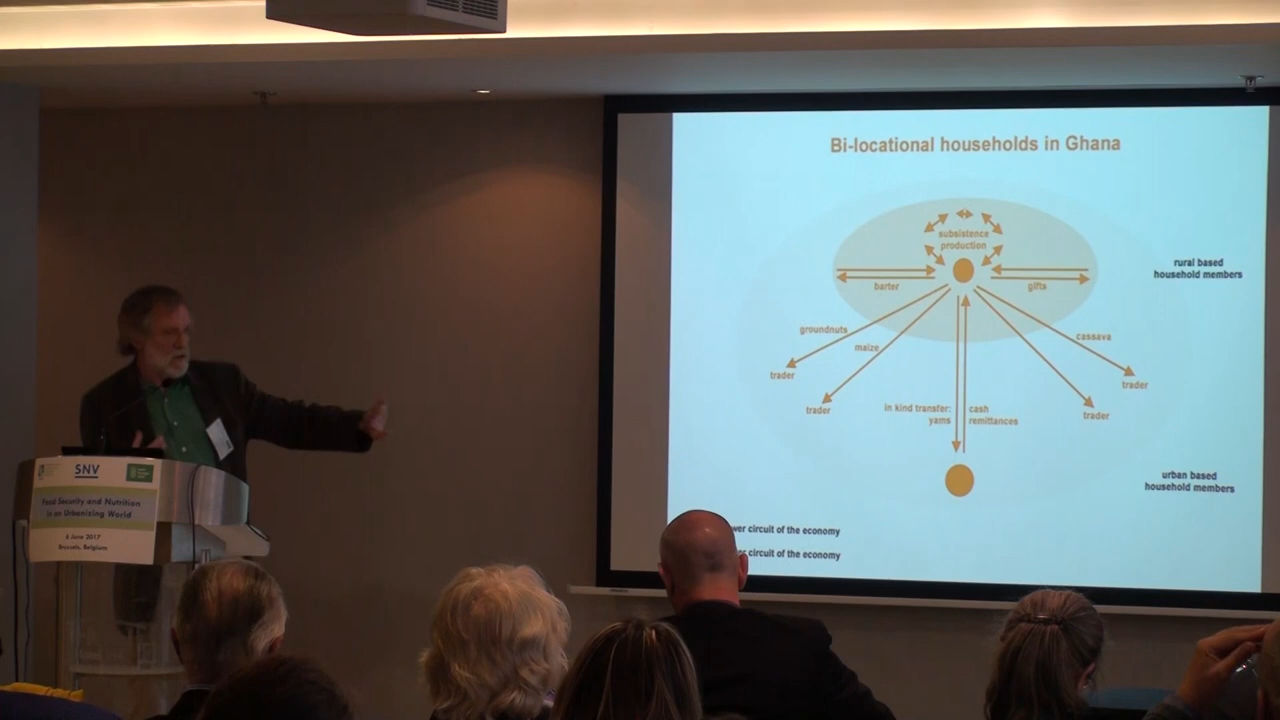 Bi-locational households in Ghana
subsistence
production
rural based
household members
barter
gifts
groundnuts
cassava
maize
trader
trader
trader
trader
in kind transfer:
yams
cash
remittances
urban based
household members
circuit of the economy
circuit of the economy
SNV
Food Security and Nutrition
in an Urbanizing World
6 June 2017
Brussels, Belgium